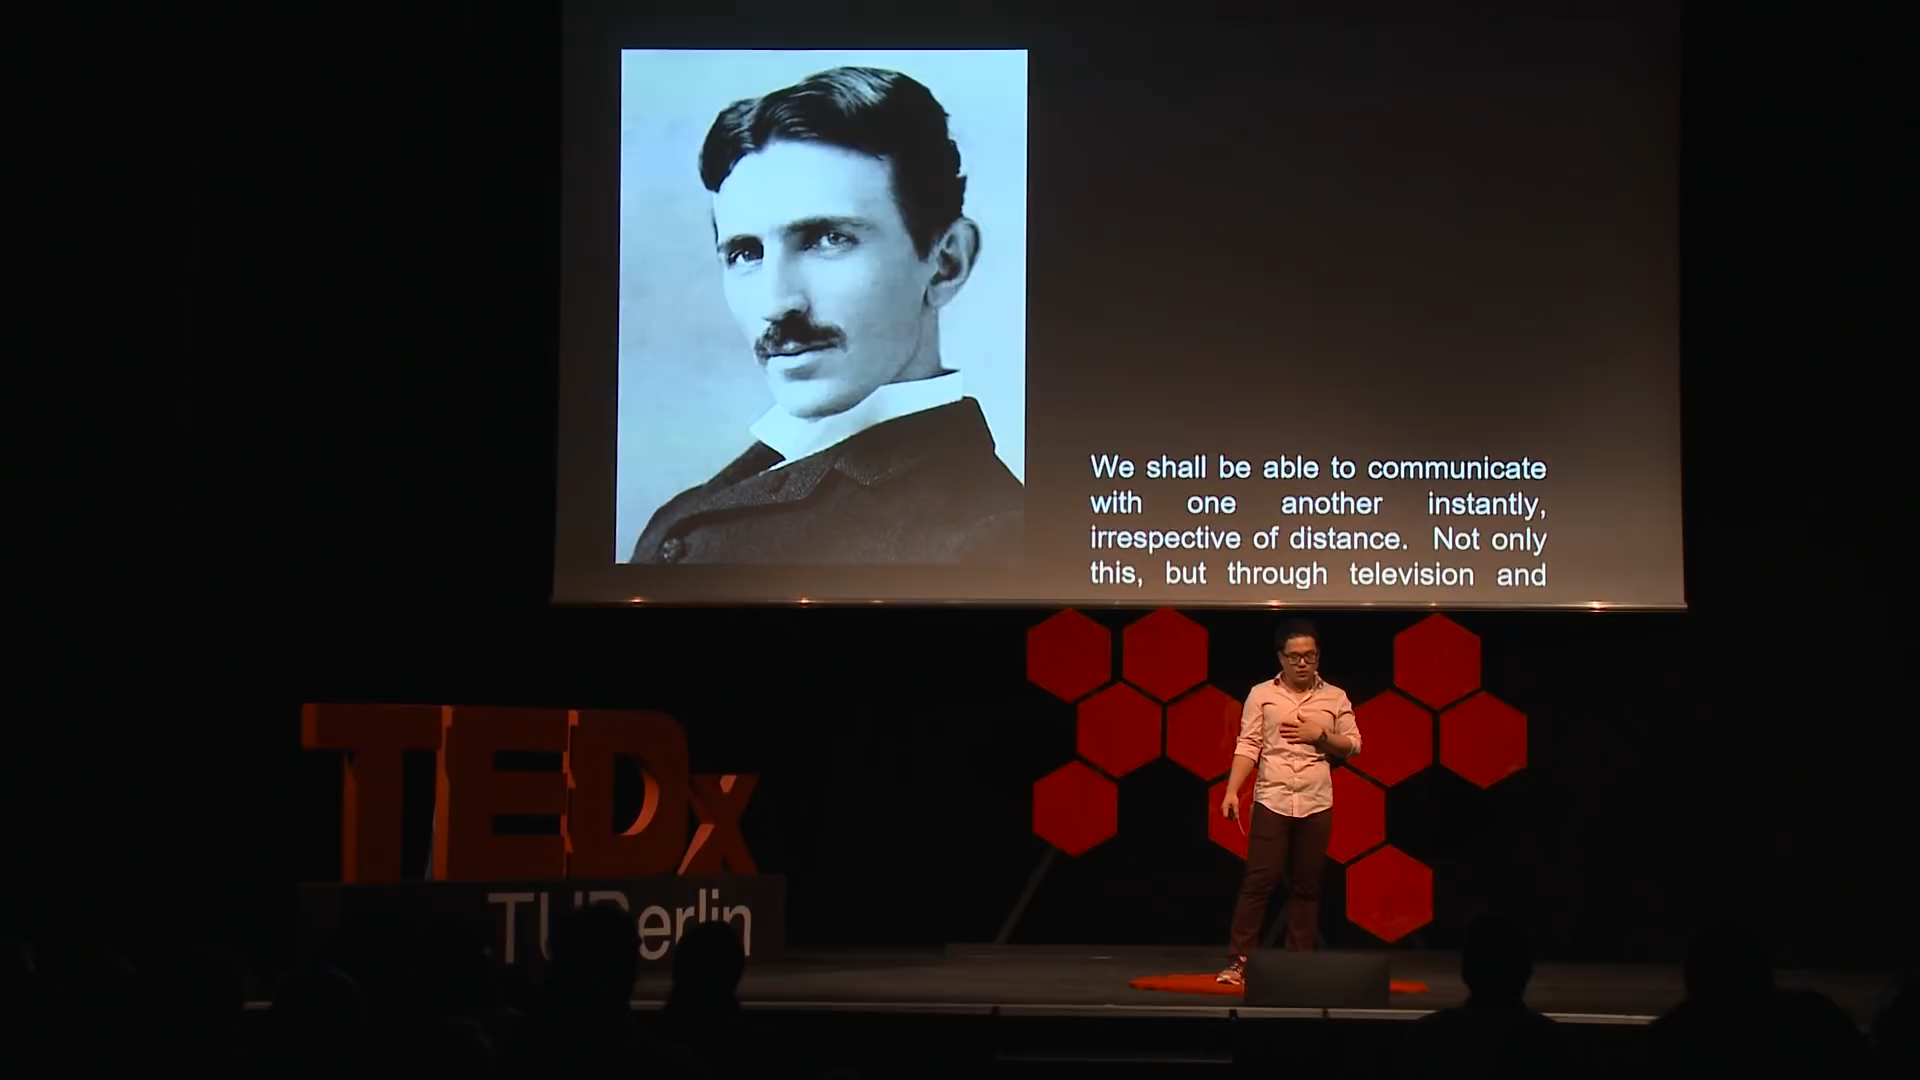 We shall be able to communicate
with one another instantly,
irrespective of distance. Not only
this, but through television and
TEDx
TUBerlin